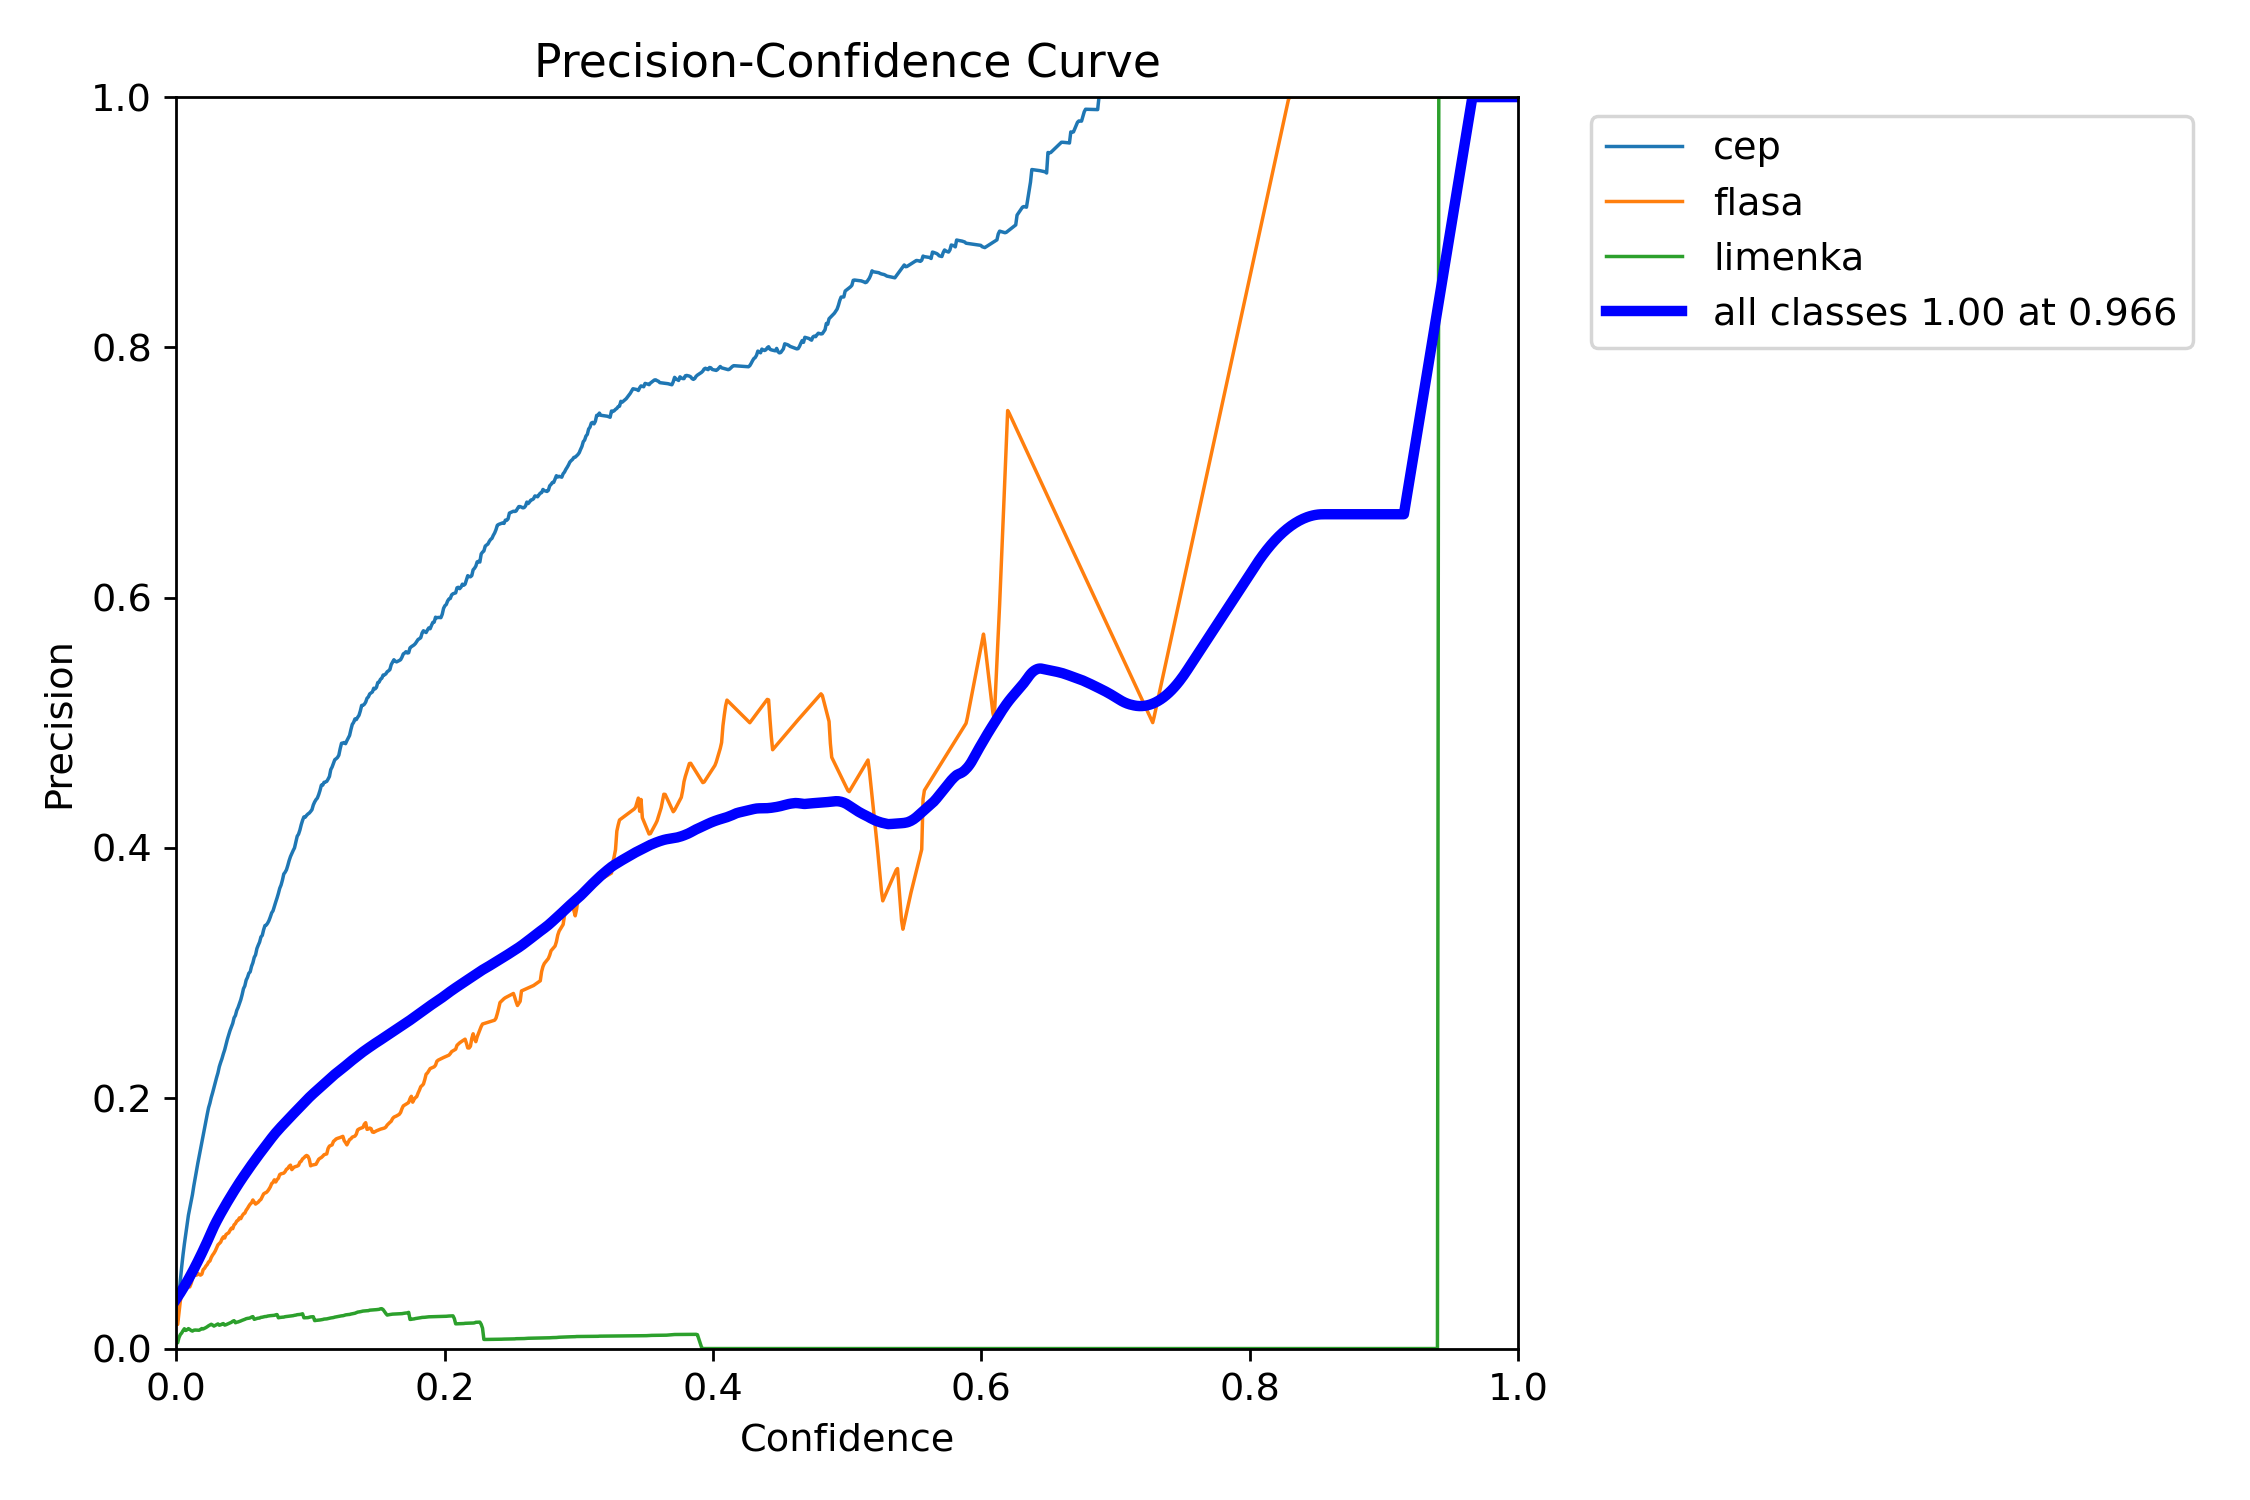 Precision-Confidence Curve
1.0
0.8
0.6
0.4
0.2
0.0
Precision
0.0 0.2 0.4 0.6 0.8 1.0
Confidence
cep
flasa
limenka
all classes 1.00 at 0.966